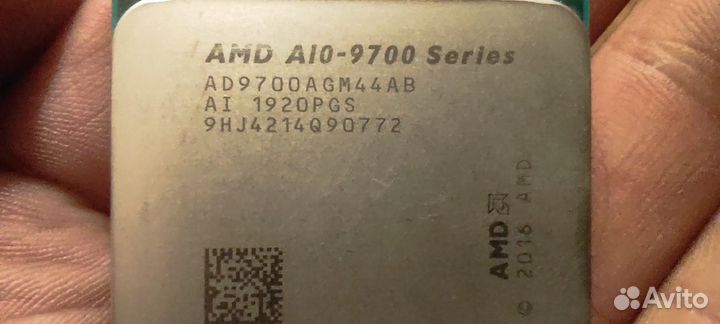 AMD A10-9700 Series
AD9700AGM44AB
AI 1920PGS
9HJ4214Q90772
AMD
© 2016 AMD
Avito